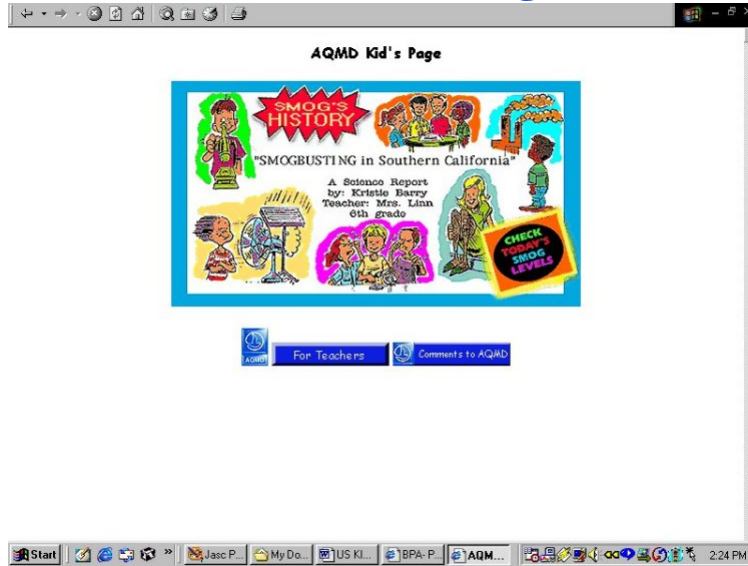 AQMD Kid's Page
SMOG'S
HISTORY
"SMOGBUSTING in Southern California"
A Science Report
by: Kristie Barry
Teacher: Mrs. Linn
6th grade
CHECK
TODAY'S
SMOG
LEVELS
AQMD
For Teachers
Comments to AQMD
Start
»
Jasc P...
My Do...
US KI...
BPA- P...
AQM...
2:24 PM